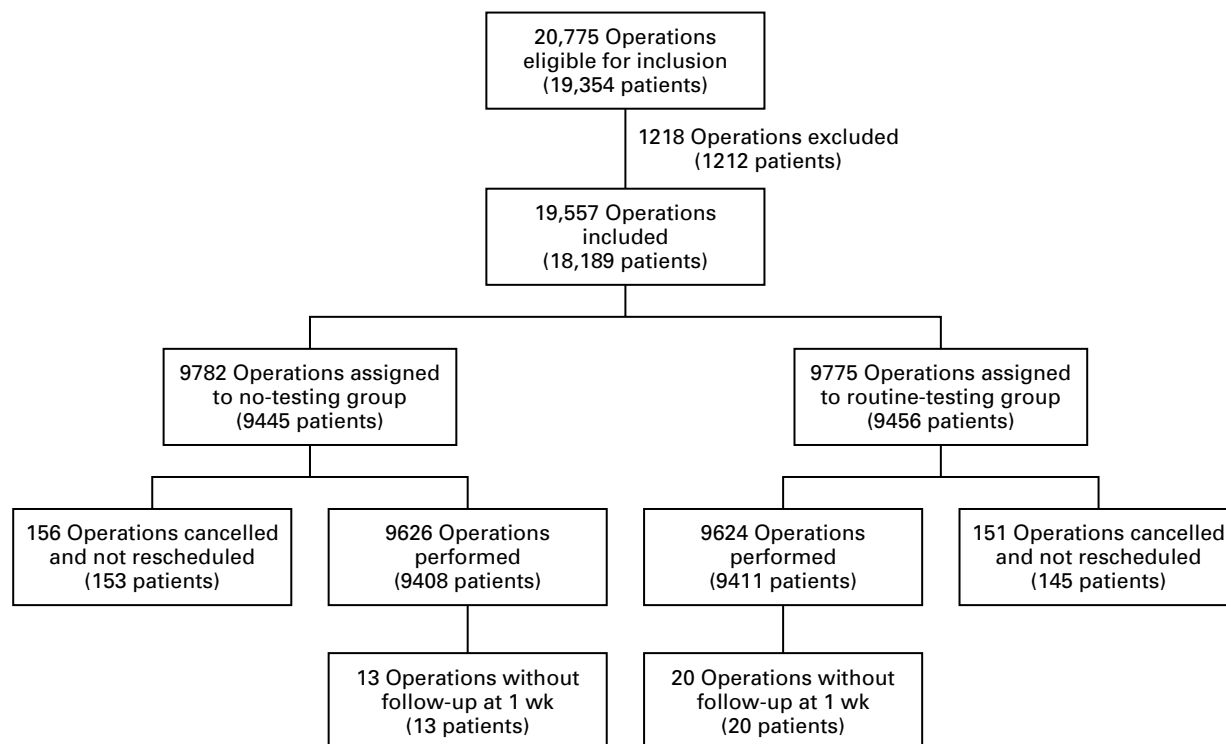 20,775 Operations
eligible for inclusion
(19,354 patients)
1218 Operations excluded
(1212 patients)
19,557 Operations
included
(18,189 patients)
9782 Operations assigned
to no-testing group
(9445 patients)
9775 Operations assigned
to routine-testing group
(9456 patients)
156 Operations cancelled
and not rescheduled
(153 patients)
9626 Operations
performed
(9408 patients)
9624 Operations
performed
(9411 patients)
151 Operations cancelled
and not rescheduled
(145 patients)
13 Operations without
follow-up at 1 wk
(13 patients)
20 Operations without
follow-up at 1 wk
(20 patients)